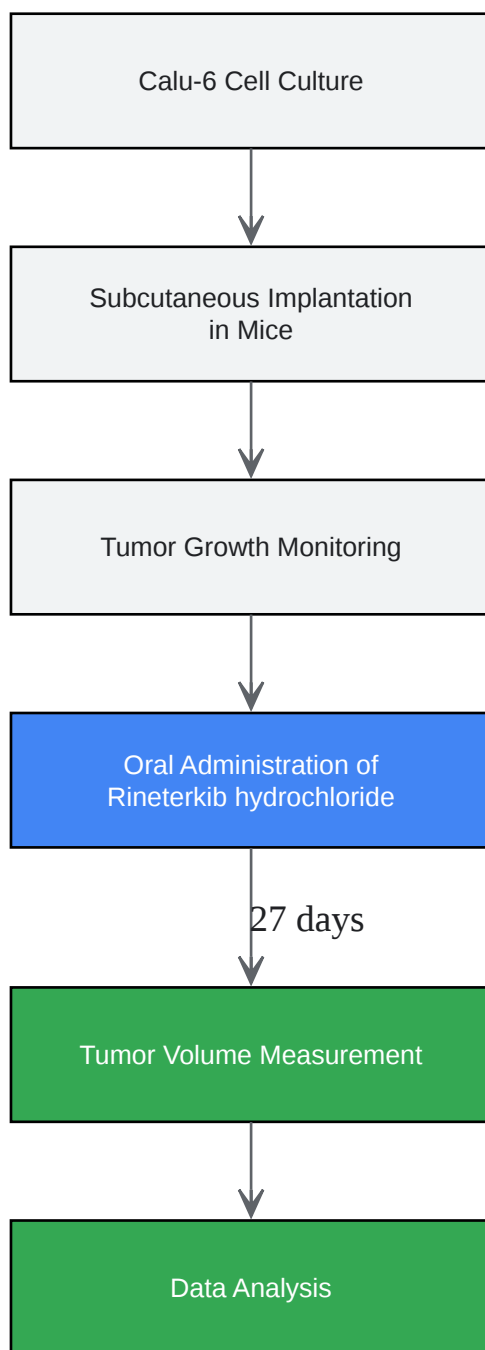 Calu-6 Cell Culture
Subcutaneous Implantation
in Mice
Tumor Growth Monitoring
Oral Administration of
Rineterkib hydrochloride
27 days
Tumor Volume Measurement
Data Analysis